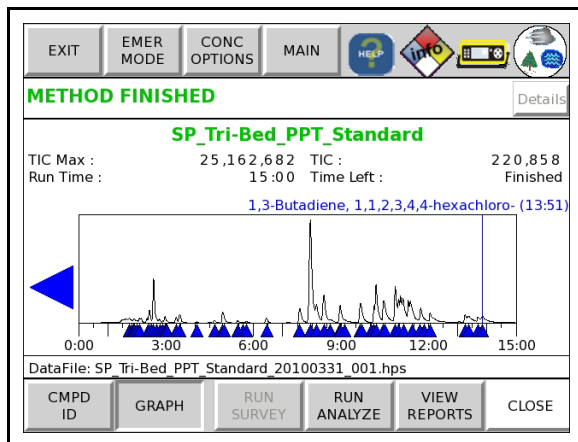 EXIT
EMER MODE
CONC OPTIONS
MAIN
HELP
info
METHOD FINISHED
Details
SP_Tri-Bed_PPT_Standard
TIC Max : 25,162,682 TIC : 220,858
Run Time : 15:00 Time Left : Finished
1,3-Butadiene, 1,1,2,3,4,4-hexachloro- (13:51)
0:00 3:00 6:00 9:00 12:00 15:00
DataFile: SP_Tri-Bed_PPT_Standard_20100331_001.hps
CMPD ID
GRAPH
RUN SURVEY
RUN ANALYZE
VIEW REPORTS
CLOSE